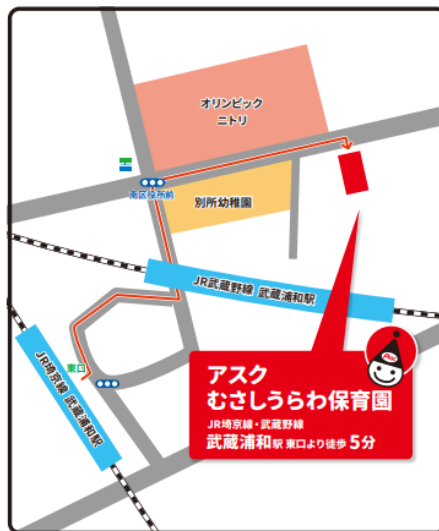 オリンピック
ニトリ
南区役所前
別所幼稚園
JR武蔵野線 武蔵浦和駅
東口
JR埼京線 武蔵浦和駅
アスク
むさしうらわ保育園
JR埼京線・武蔵野線
武蔵浦和駅 東口より徒歩 5分